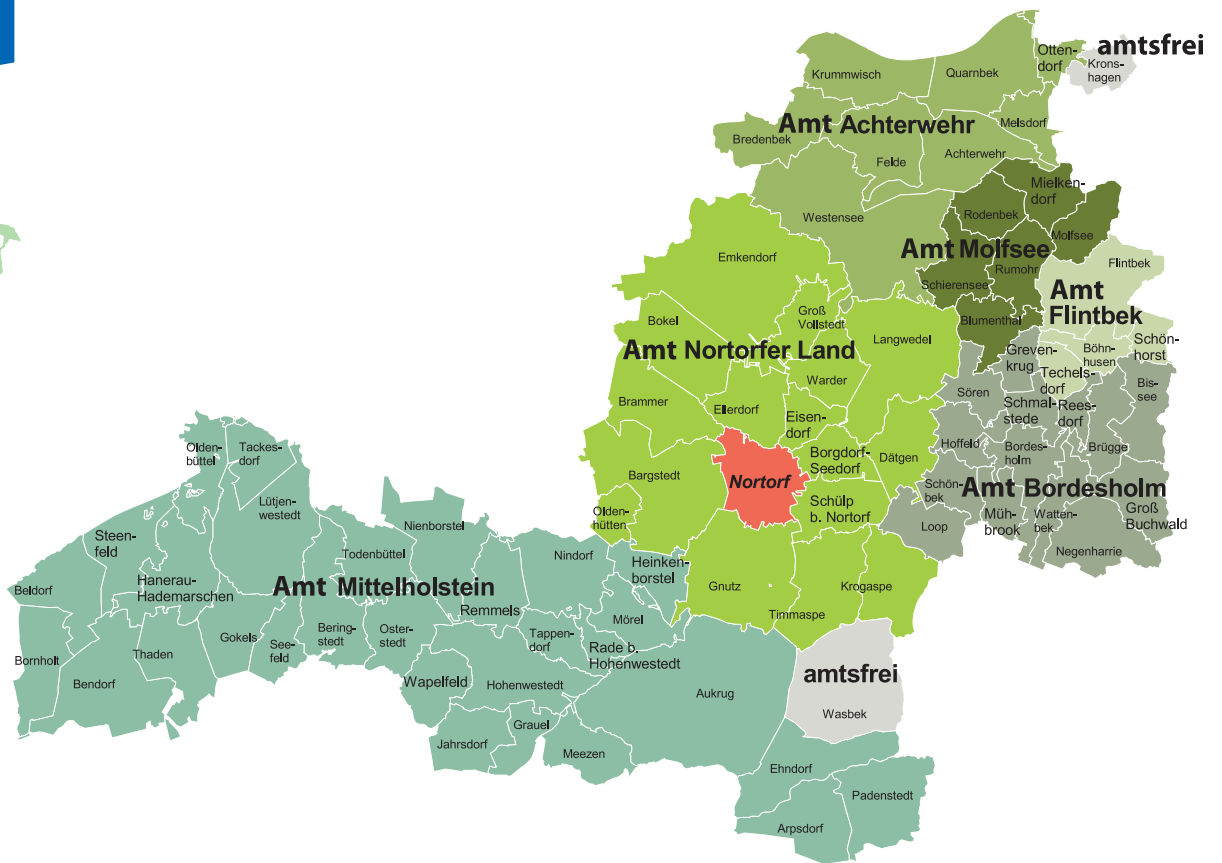 amtsfrei
Otten-
dorf
Krons-
hagen
Krummwisch
Quarnbek
Melsdorf
Amt Achterwehr
Bredenbek
Felde
Achterwehr
Mielken-
dorf
Westensee
Rodenbek
Molfsee
Amt Molfsee
Emkendorf
Rumohr
Flintbek
Schierensee
Amt
Flintbek
Groß
Vollstedt
Bokel
Blumenthal
Langwedel
Amt Nortorfer Land
Greven-
krug
Böhn-
husen
Schön-
horst
Warder
Techels-
dorf
Bis-
see
Sören
Brammer
Ellerdorf
Eisen-
dorf
Schmal-
stede
Rees-
dorf
Olden-
büttel
Tackes-
dorf
Hoffeld
Bordes-
holm
Brügge
Borgdorf-
Seedorf
Dätgen
Bargstedt
Nortorf
Schön-
bek
Amt Bordesholm
Lütjen-
westedt
Schülp
b. Nortorf
Groß
Buchwald
Olden-
hütten
Müh-
brook
Watten-
bek
Loop
Nienborstel
Steen-
feld
Negenharrie
Todenbüttel
Nindorf
Heinken-
borstel
Hanerau-
Hademarschen
Beldorf
Amt Mittelholstein
Gnutz
Krogaspe
Remmels
Timmaspe
Mörel
Bering-
stedt
Oster-
stedt
Tappen-
dorf
Gokels
See-
feld
Rade b.
Hohenwestedt
Thaden
Bornholt
Bendorf
Wapelfeld
Hohenwestedt
Aukrug
amtsfrei
Wasbek
Grauel
Jahrsdorf
Meezen
Ehndorf
Padenstedt
Arpsdorf